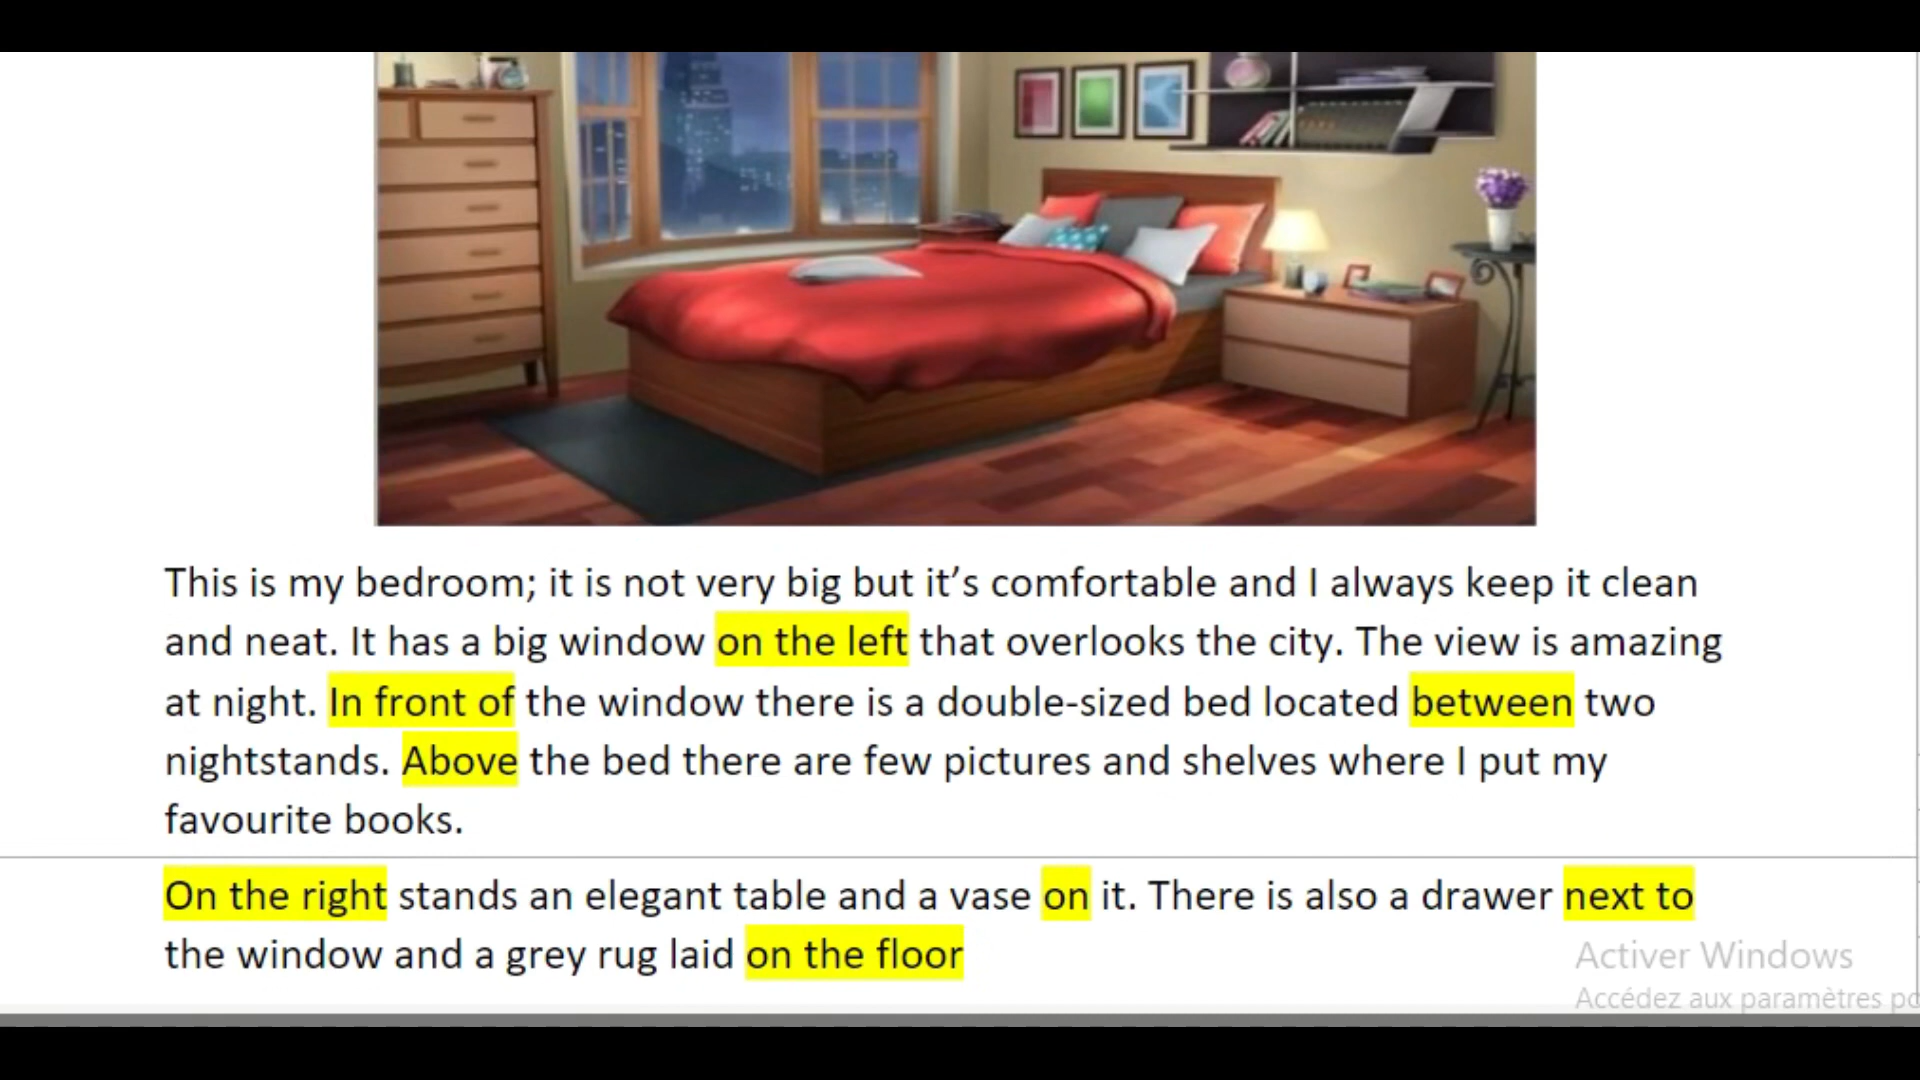 This is my bedroom; it is not very big but it’s comfortable and I always keep it clean
and neat. It has a big window on the left that overlooks the city. The view is amazing
at night. In front of the window there is a double-sized bed located between two
nightstands. Above the bed there are few pictures and shelves where I put my
favourite books.
On the right stands an elegant table and a vase on it. There is also a drawer next to
the window and a grey rug laid on the floor
Activer Windows
Accédez aux paramètres po